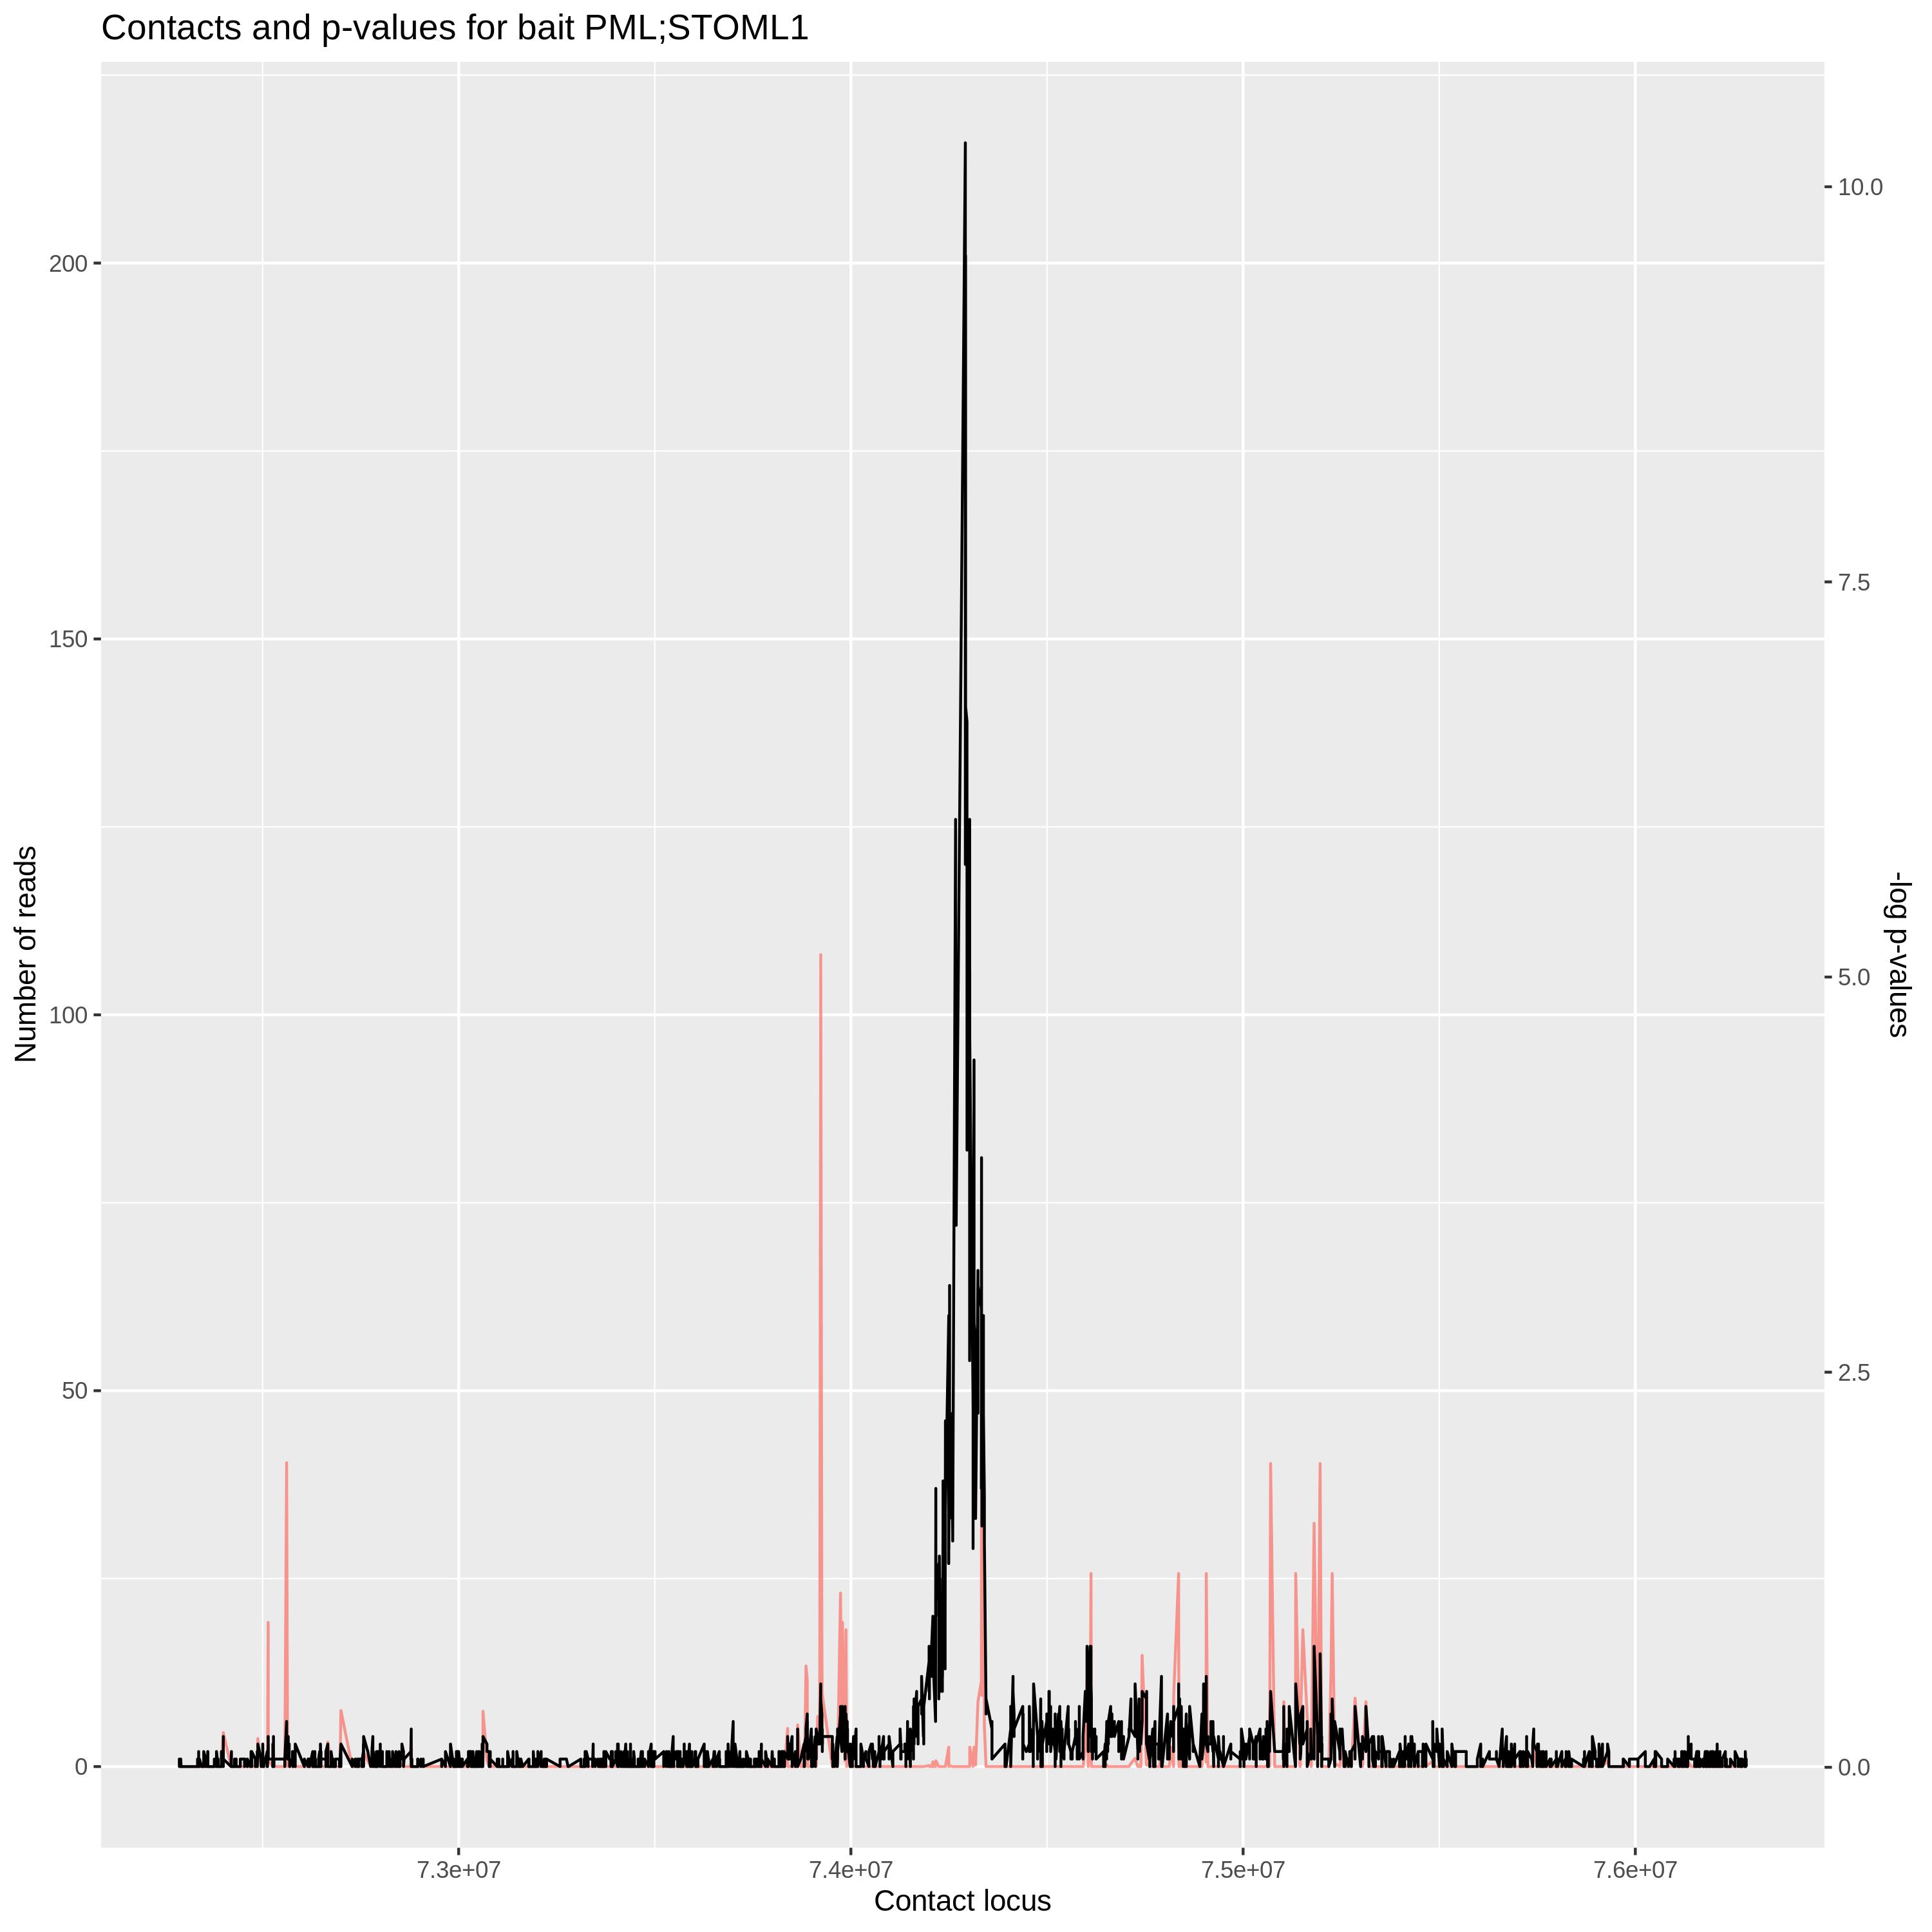 Contacts and p-values for bait PML;STOML1
Number of reads
200
150
100
50
0
10.0
7.5
5.0
2.5
0.0
-log p-values
7.3e+07
7.4e+07
7.5e+07
7.6e+07
Contact locus